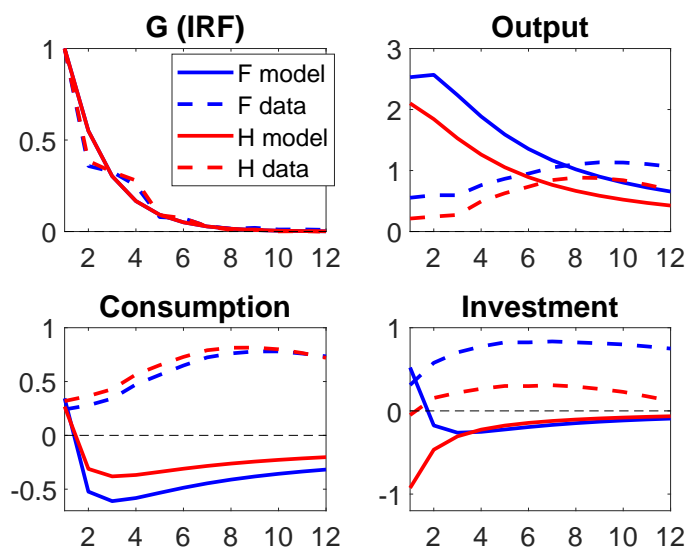 G (IRF)
1
0.5
0
2 4 6 8 10 12
F model
F data
H model
H data
Output
3
2
1
0
2 4 6 8 10 12
Consumption
1
0.5
0
-0.5
2 4 6 8 10 12
Investment
1
0
-1
2 4 6 8 10 12